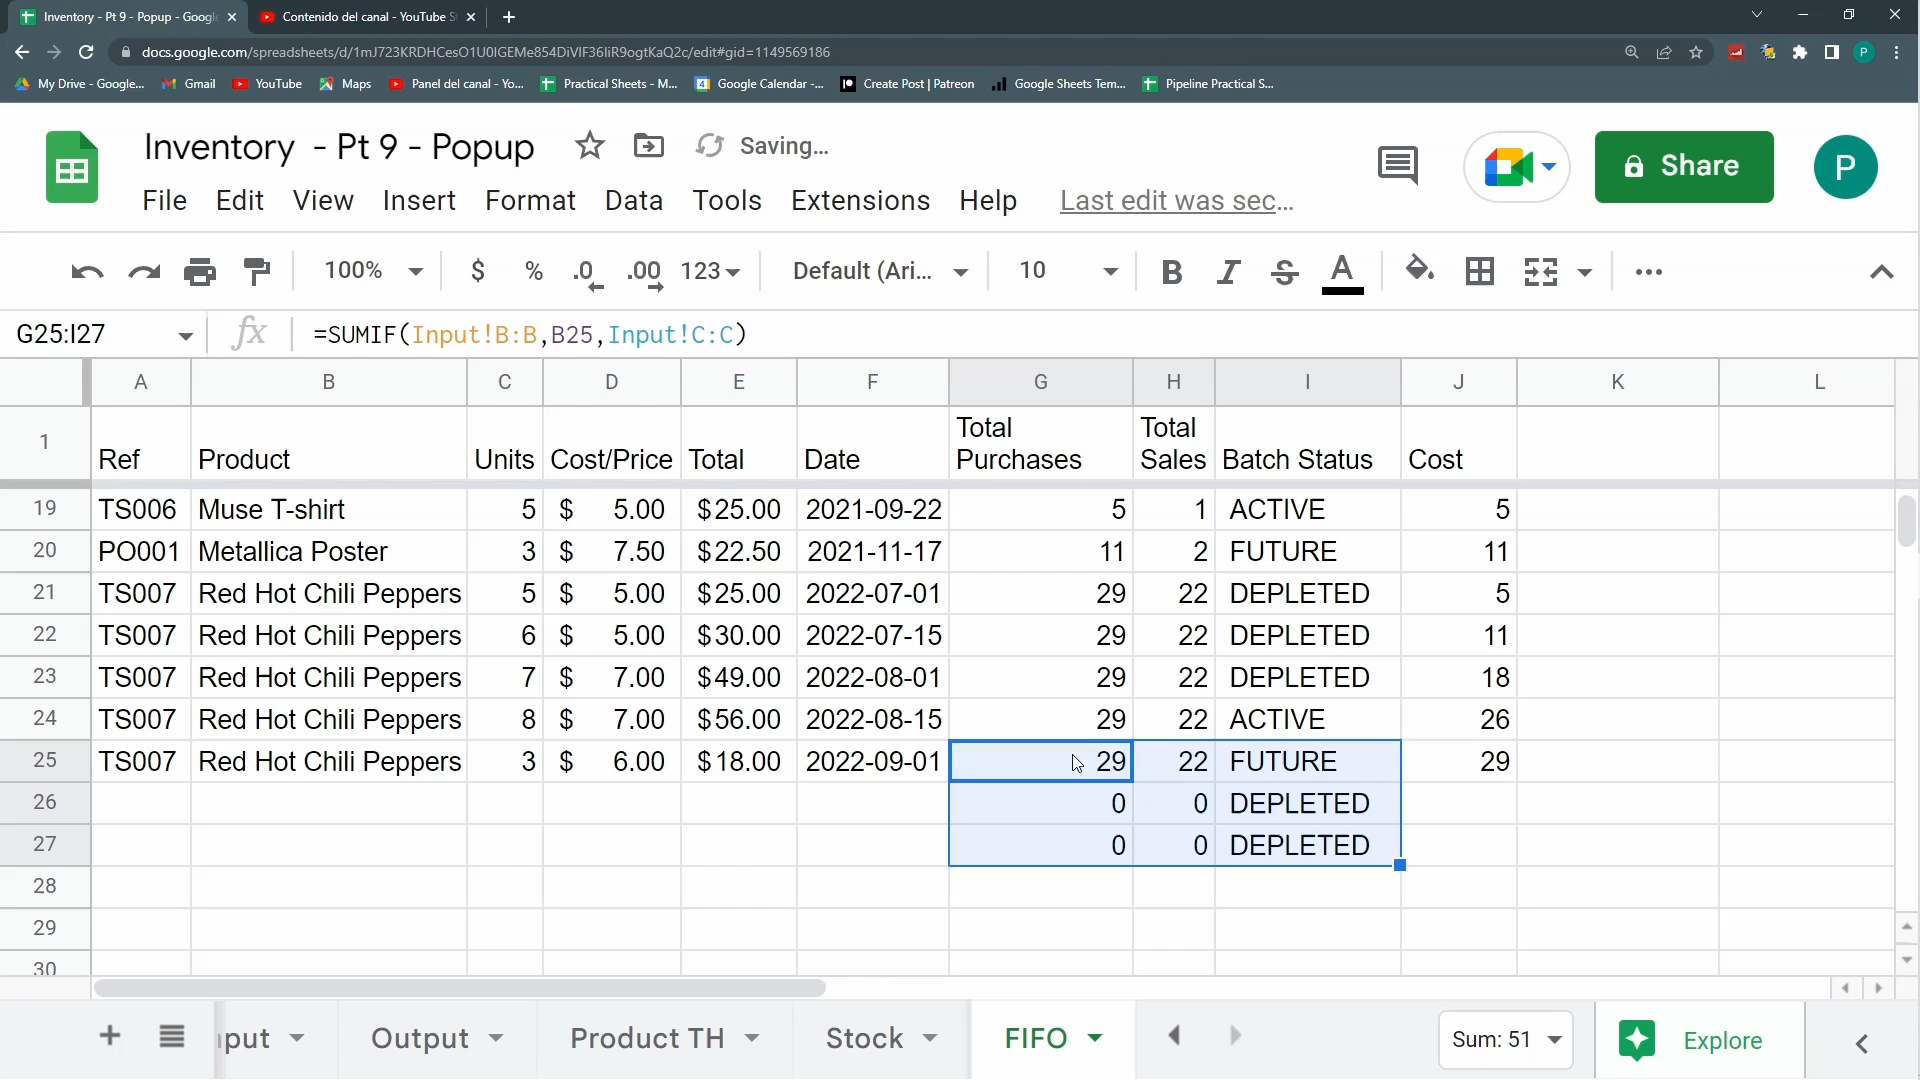 Inventory - Pt 9 - Popup - Googl
Contenido del canal - YouTube S
docs.google.com/spreadsheets/d/1mJ723KRDHCesO1U0IGEMe854DiVIF36IiR9ogtKaQ2c/edit#gid=1149569186
P
My Drive - Google...
Gmail
YouTube
Maps
Panel del canal - Yo...
Practical Sheets - M...
Google Calendar -...
Create Post | Patreon
Google Sheets Tem...
Pipeline Practical S...
Inventory - Pt 9 - Popup
Saving...
Share
P
File Edit View Insert Format Data Tools Extensions Help Last edit was sec...
100% $ % .0 .00 123 Default (Ari... 10 B I S A
G25:I27 fx =SUMIF(Input!B:B,B25,Input!C:C)
A B C D E F G H I J K L
1 Ref Product Units Cost/Price Total Date Total Purchases Total Sales Batch Status Cost
19 TS006 Muse T-shirt 5 $ 5.00 $25.00 2021-09-22 5 1 ACTIVE 5
20 PO001 Metallica Poster 3 $ 7.50 $22.50 2021-11-17 11 2 FUTURE 11
21 TS007 Red Hot Chili Peppers 5 $ 5.00 $25.00 2022-07-01 29 22 DEPLETED 5
22 TS007 Red Hot Chili Peppers 6 $ 5.00 $30.00 2022-07-15 29 22 DEPLETED 11
23 TS007 Red Hot Chili Peppers 7 $ 7.00 $49.00 2022-08-01 29 22 DEPLETED 18
24 TS007 Red Hot Chili Peppers 8 $ 7.00 $56.00 2022-08-15 29 22 ACTIVE 26
25 TS007 Red Hot Chili Peppers 3 $ 6.00 $18.00 2022-09-01 29 22 FUTURE 29
26 0 0 DEPLETED
27 0 0 DEPLETED
28
29
30
put Output Product TH Stock FIFO Sum: 51 Explore